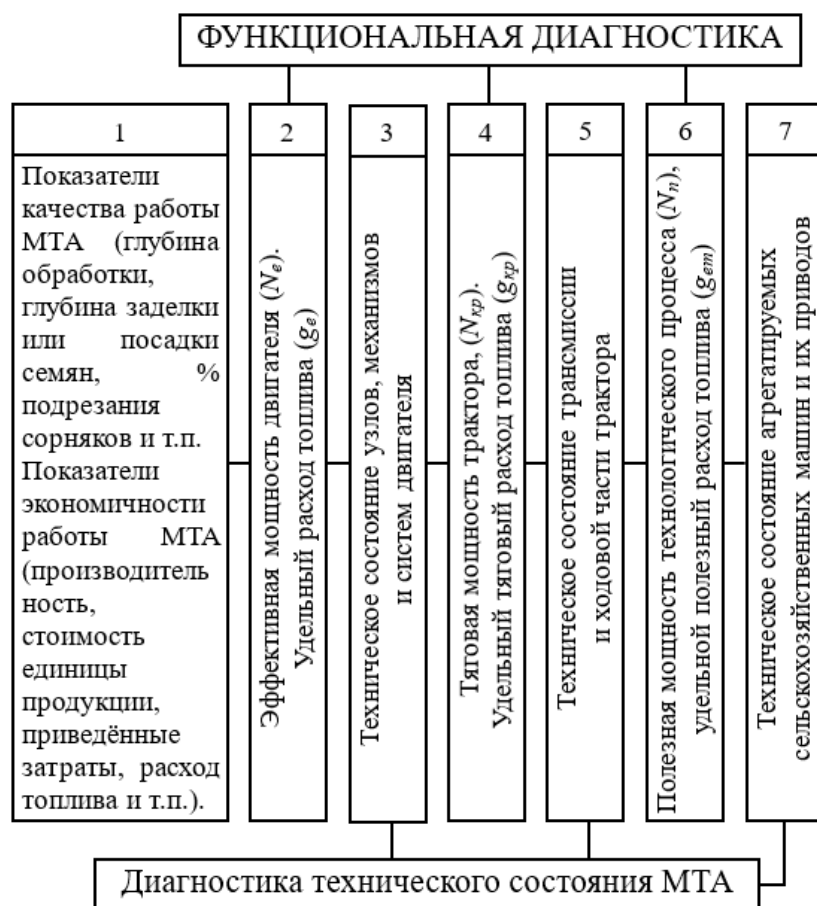 ФУНКЦИОНАЛЬНАЯ ДИАГНОСТИКА
1
Показатели
качества работы
МТА (глубина
обработки,
глубина заделки
или посадки
семян, %
подрезания
сорняков и т.п.
Показатели
экономичности
работы МТА
(производитель
ность,
стоимость
единицы
продукции,
приведённые
затраты, расход
топлива и т.п.).
2
Эффективная мощность двигателя (Nе).
Удельный расход топлива (gе)
3
Техническое состояние узлов, механизмов
и систем двигателя
4
Тяговая мощность трактора, (Nкр).
Удельный тяговый расход топлива (gкр)
5
Техническое состояние трансмиссии
и ходовой части трактора
6
Полезная мощность технологического процесса (Nп),
удельной полезный расход топлива (gет)
7
Техническое состояние агрегатируемых
сельскохозяйственных машин и их приводов
Диагностика технического состояния МТА